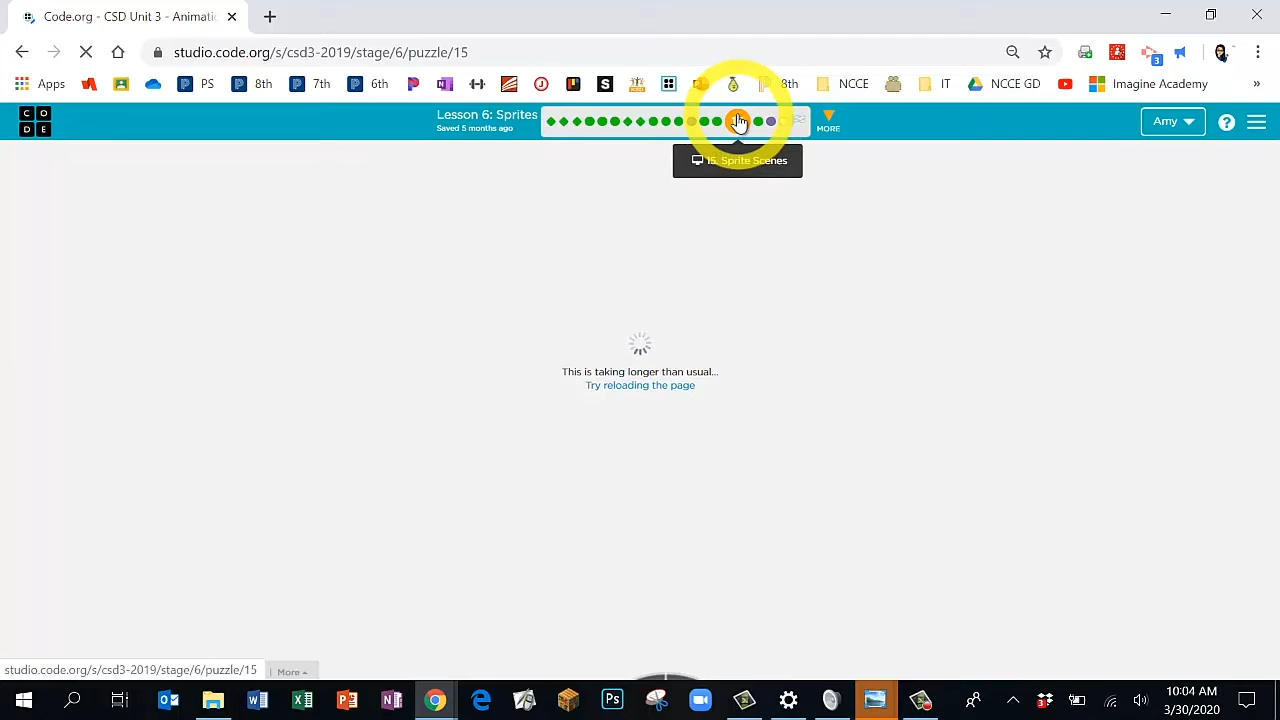 Code.org - CSD Unit 3 - Animatic
studio.code.org/s/csd3-2019/stage/6/puzzle/15
3
Apps
PS
8th
7th
6th
8th
NCCE
IT
NCCE GD
Imagine Academy
»
C O
D E
Lesson 6: Sprites
Saved 5 months ago
MORE
Amy
?
15. Sprite Scenes
This is taking longer than usual...
Try reloading the page
studio.code.org/s/csd3-2019/stage/6/puzzle/15
More
10:04 AM
3/30/2020